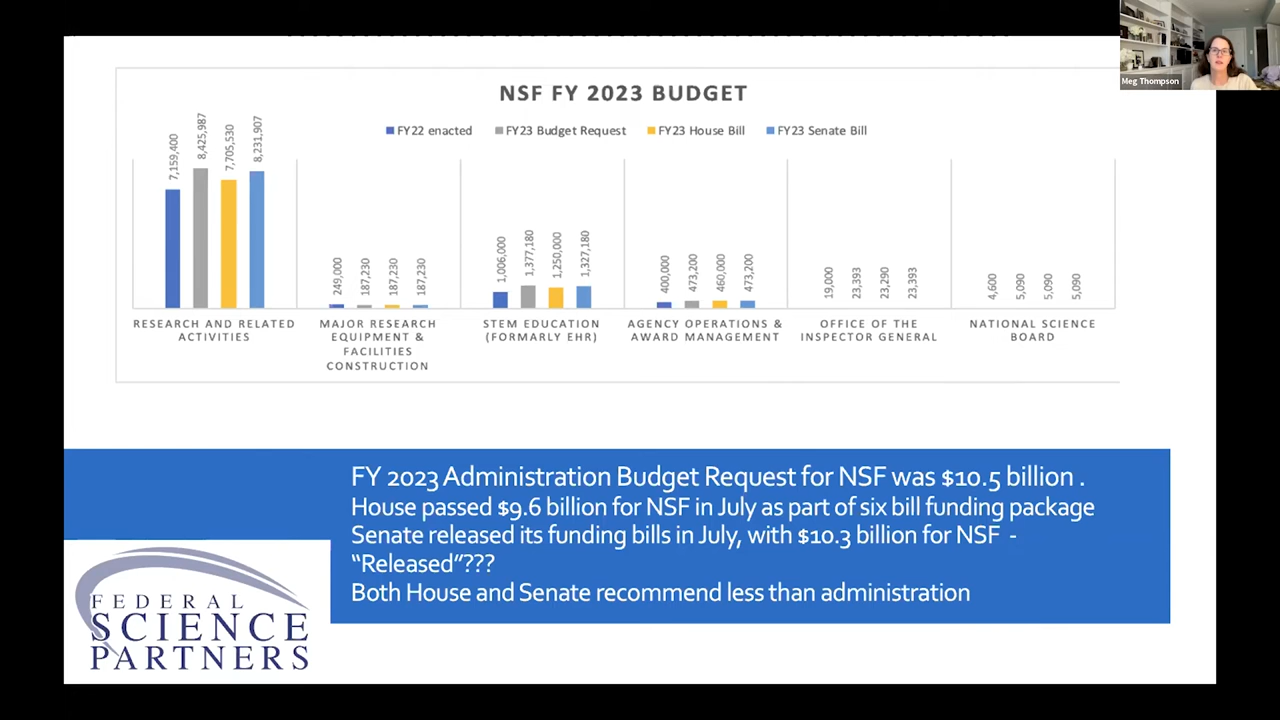 Meg Thompson
NSF FY 2023 BUDGET
FY22 enacted
FY23 Budget Request
FY23 House Bill
FY23 Senate Bill
7,159,400
8,425,987
7,705,530
8,231,907
249,000
187,230
187,230
187,230
1,006,000
1,377,180
1,250,000
1,327,180
400,000
473,200
460,000
473,200
19,000
23,393
23,290
23,393
4,600
5,090
5,090
5,090
RESEARCH AND RELATED
ACTIVITIES
MAJOR RESEARCH
EQUIPMENT &
FACILITIES
CONSTRUCTION
STEM EDUCATION
(FORMARLY EHR)
AGENCY OPERATIONS &
AWARD MANAGEMENT
OFFICE OF THE
INSPECTOR GENERAL
NATIONAL SCIENCE
BOARD
FY 2023 Administration Budget Request for NSF was $10.5 billion .
House passed $9.6 billion for NSF in July as part of six bill funding package
Senate released its funding bills in July, with $10.3 billion for NSF -
“Released”???
Both House and Senate recommend less than administration
FEDERAL
SCIENCE
PARTNERS